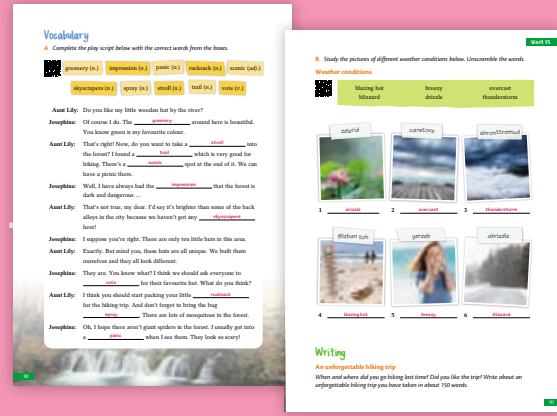 Vocabulary
A Complete the play script below with the correct words from the boxes.
greenery (n.) impression (n.) panic (n.) rucksack (n.) scenic (adj.)
skyscrapers (n.) spray (n.) stroll (n.) trail (n.) vote (n.)
Aunt Lily: Do you like my little wooden hut by the river?
Josephine: Of course I do. The greenery around here is beautiful.
You know green is my favourite colour.
Aunt Lily: That's right! Now, do you want to take a stroll into
the forest? I found a trail which is very good for
hiking. There's a scenic spot at the end of it. We can
have a picnic there.
Josephine: Well, I have always had the impression that the forest is
dark and dangerous ...
Aunt Lily: That's not true, my dear. I'd say it's brighter than some of the back
alleys in the city because we haven't got any skyscrapers
here!
Josephine: I suppose you're right. There are only ten little huts in this area.
Aunt Lily: Exactly. But mind you, these huts are all unique. We built them
ourselves and they all look different.
Josephine: They are. You know what? I think we should ask everyone to
vote for their favourite hut. What do you think?
Aunt Lily: I think you should start packing your little rucksack
for the hiking trip. And don't forget to bring the bug
spray. There are lots of mosquitoes in the forest.
Josephine: Oh, I hope there aren't giant spiders in the forest. I usually get into
a panic when I see them. They look so scary!
Unit 15
B Study the pictures of different weather conditions below. Unscramble the words.
Weather conditions
blazing hot breezy overcast
blizzard drizzle thunderstorm
zelzrid
1 drizzle
2 overcast
3 thunderstorm
yerzeb
4 blazing hot
5 breezy
6 blizzard
Writing
An unforgettable hiking trip
When and where did you go hiking last time? Did you like the trip? Write about an
unforgettable hiking trip you have taken in about 150 words.